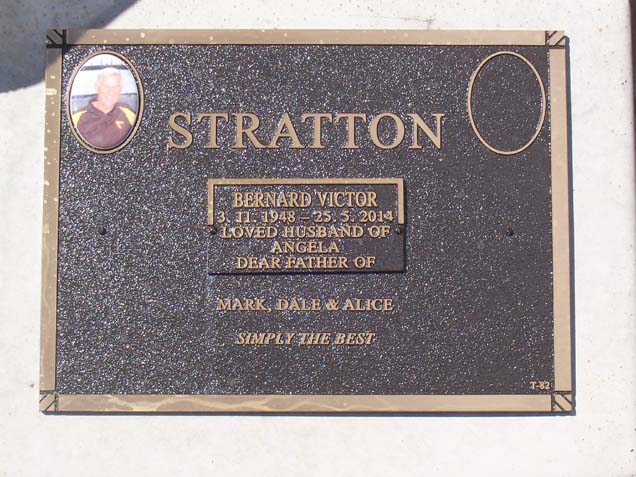 STRATTON
BERNARD VICTOR
3. 11. 1948 – 25. 5. 2014
LOVED HUSBAND OF
ANGELA
DEAR FATHER OF
MARK, DALE & ALICE
SIMPLY THE BEST
T-82